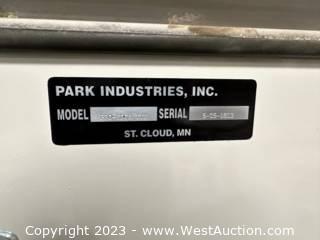 PARK INDUSTRIES, INC.
MODEL SERIAL
ST. CLOUD, MN
Copyright 2023 - www.WestAuction.com